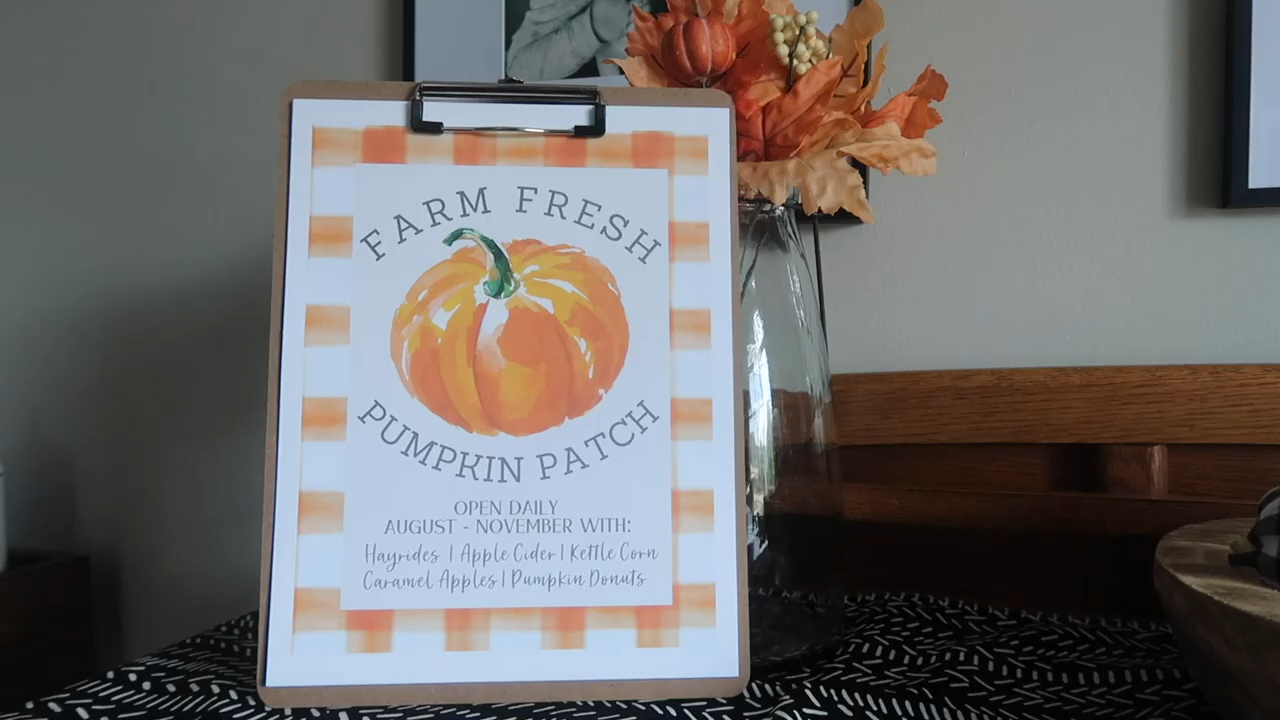 FARM FRESH
PUMPKIN PATCH
OPEN DAILY
AUGUST - NOVEMBER WITH:
Hayrides | Apple Cider | Kettle Corn
Caramel Apples | Pumpkin Donuts